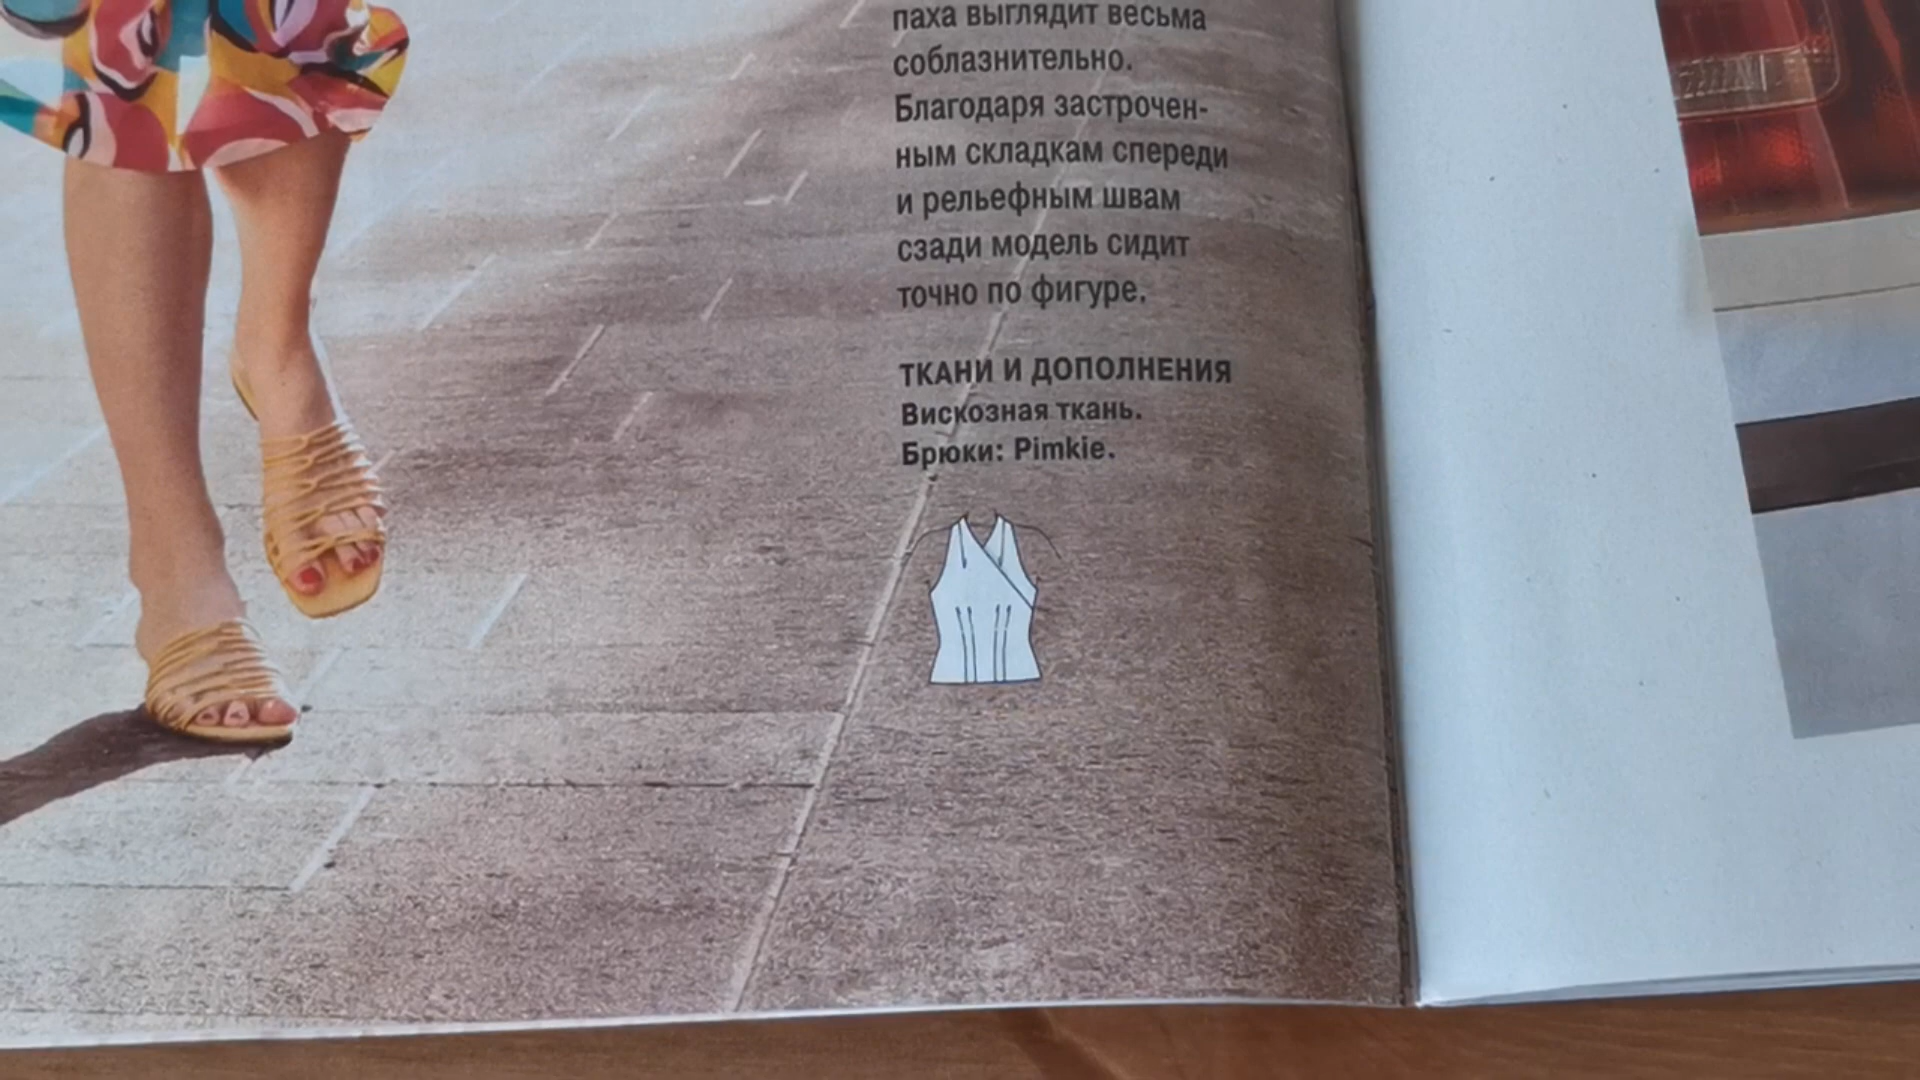 паха выглядит весьма
соблазнительно.
Благодаря застрочен-
ным складкам спереди
и рельефным швам
сзади модель сидит
точно по фигуре.
ТКАНИ И ДОПОЛНЕНИЯ
Вискозная ткань.
Брюки: Pimkie.